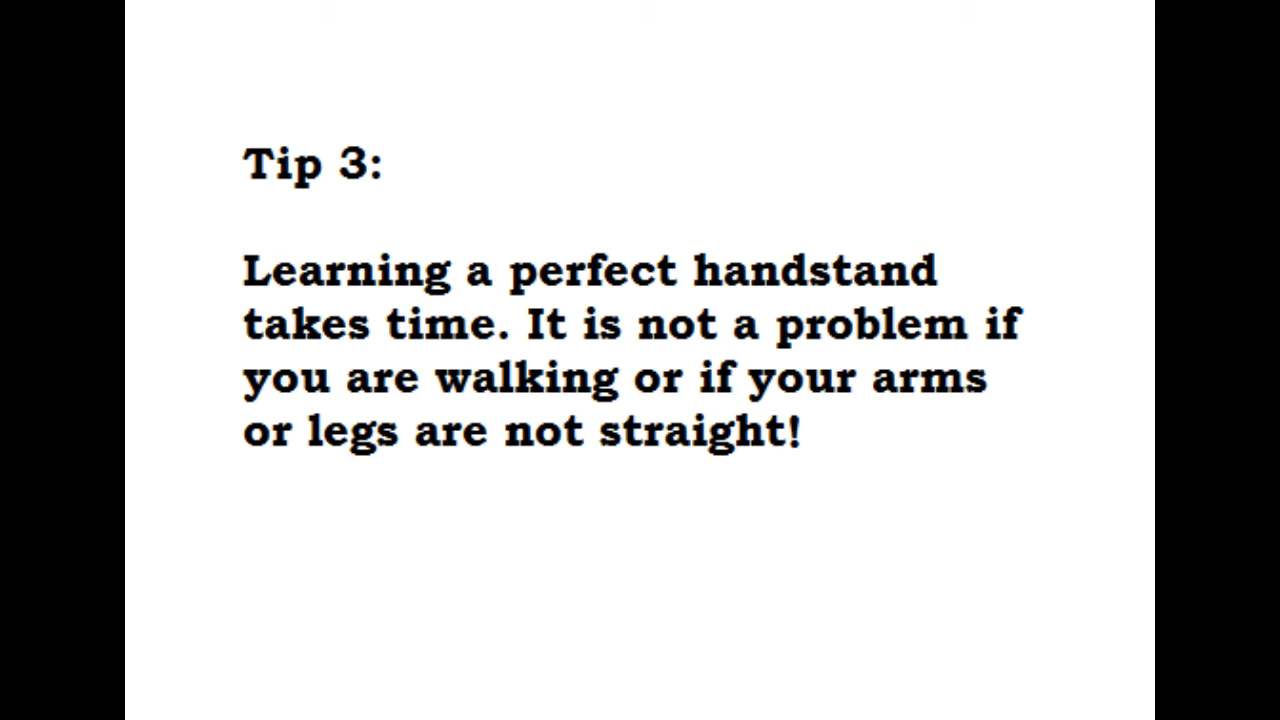 Tip 3:
Learning a perfect handstand
takes time. It is not a problem if
you are walking or if your arms
or legs are not straight!